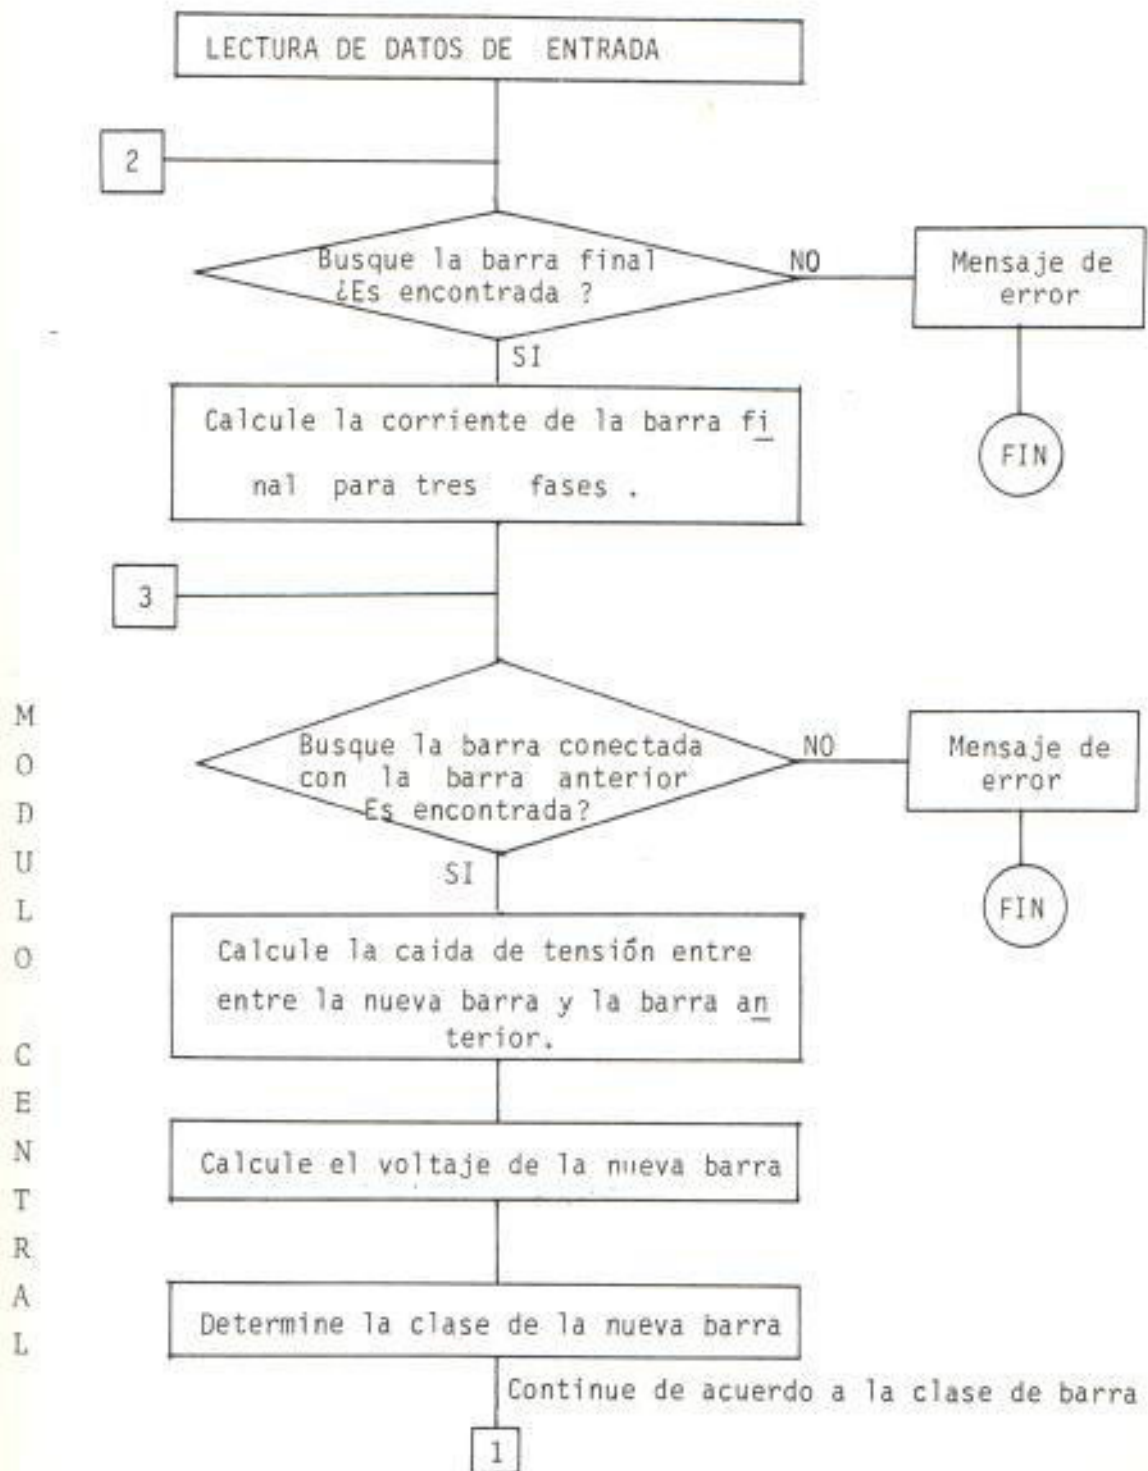 LECTURA DE DATOS DE ENTRADA
2
Busque la barra final
¿Es encontrada ?
NO
Mensaje de
error
FIN
SI
Calcule la corriente de la barra fi
nal para tres fases .
3
Busque la barra conectada
con la barra anterior
Es encontrada?
NO
Mensaje de
error
FIN
SI
Calcule la caida de tensión entre
entre la nueva barra y la barra an
terior.
Calcule el voltaje de la nueva barra
Determine la clase de la nueva barra
Continue de acuerdo a la clase de barra
1
MODULO CENTRAL